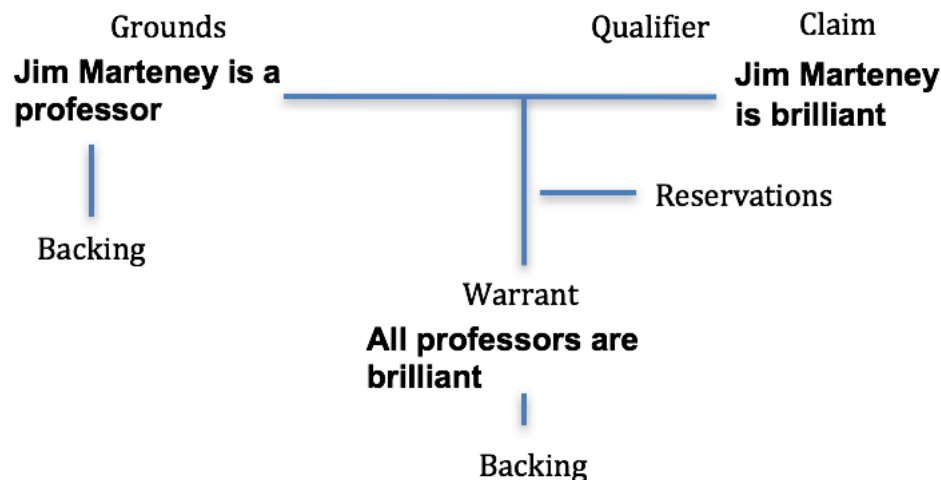 Grounds
Qualifier
Claim
Jim Marteney is a
professor
Jim Marteney
is brilliant
Reservations
Backing
Warrant
All professors are
brilliant
Backing